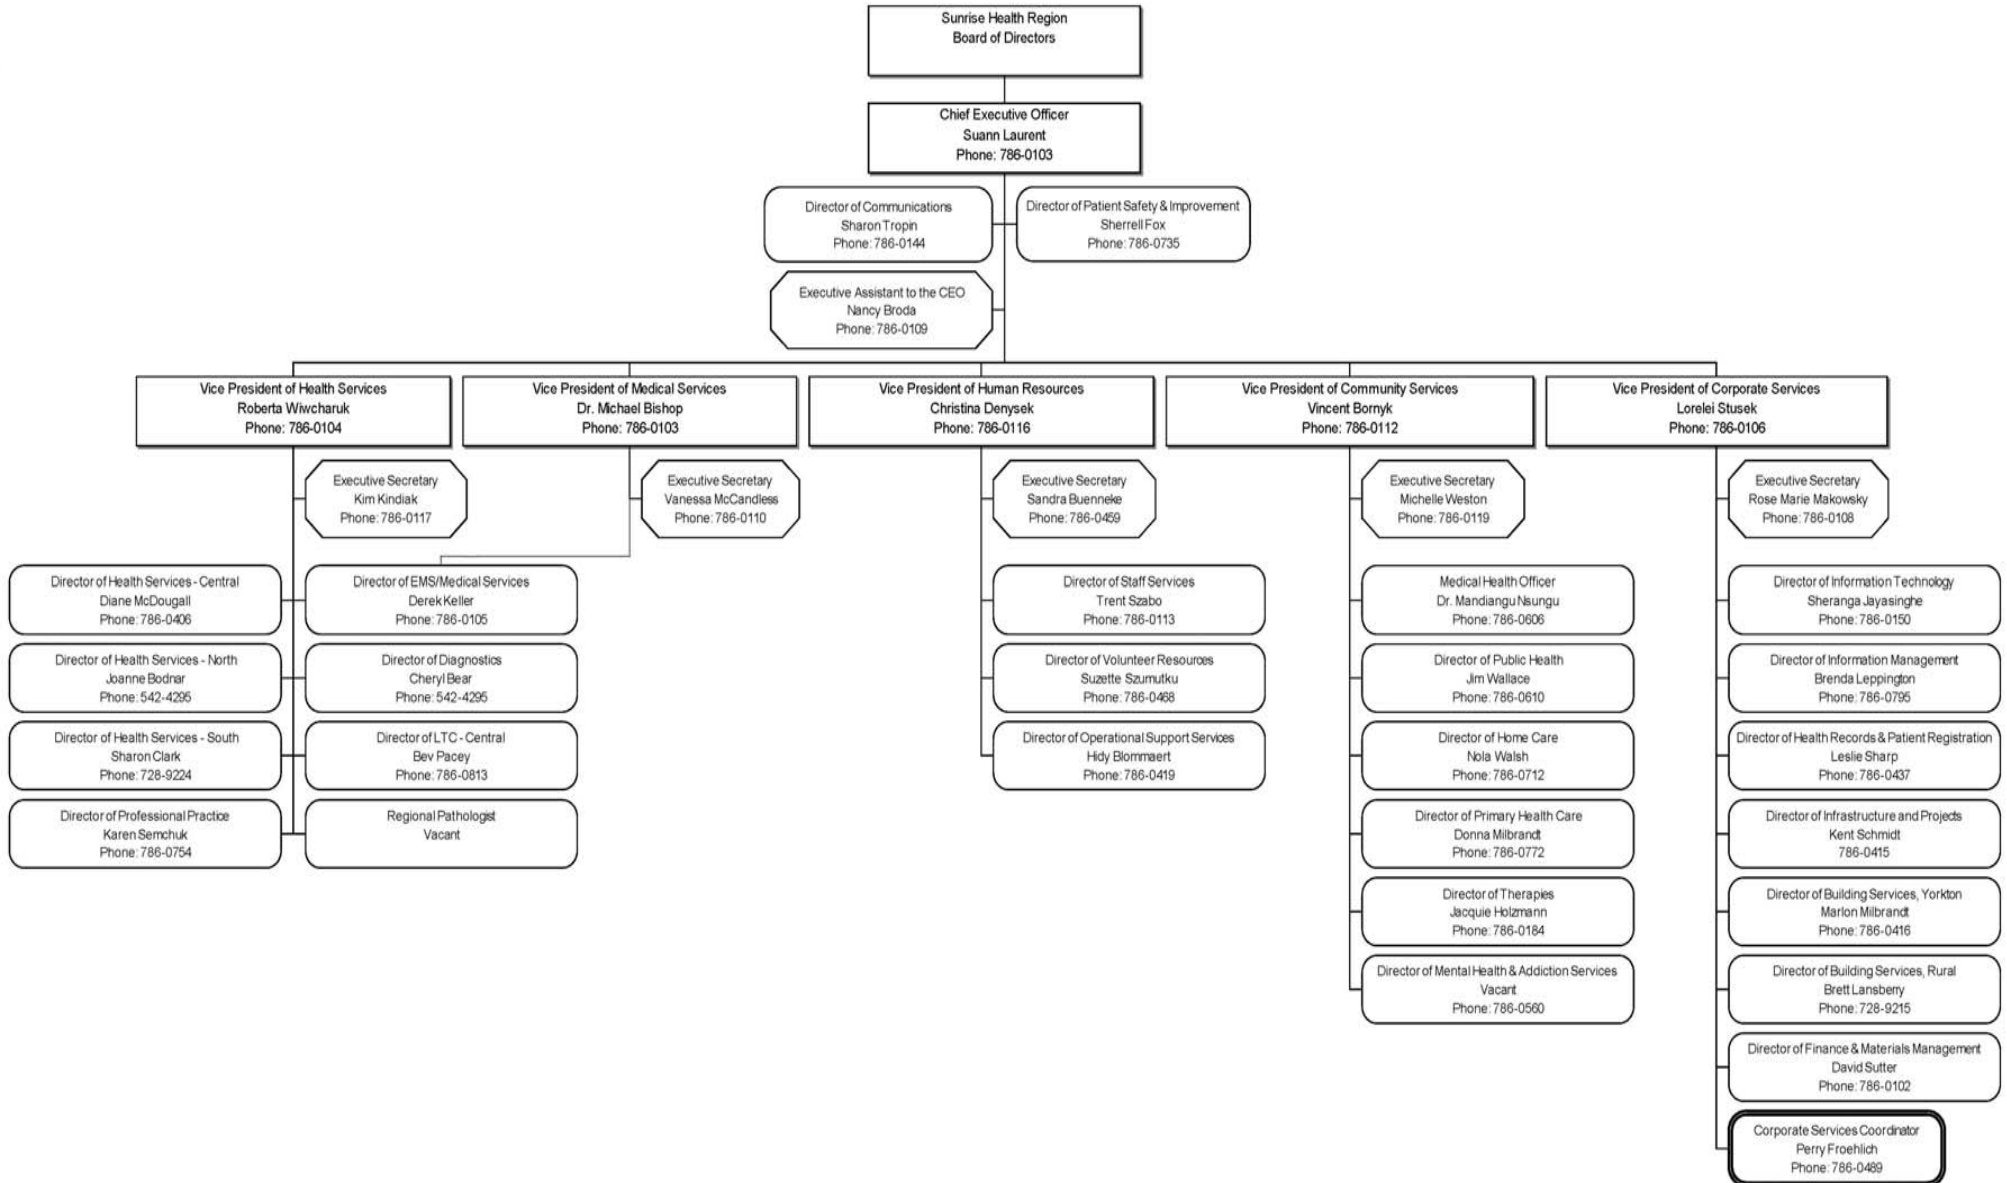 Sunrise Health Region
Board of Directors
Chief Executive Officer
Suann Laurent
Phone: 786-0103
Director of Communications
Sharon Tropin
Phone: 786-0144
Director of Patient Safety & Improvement
Sherrell Fox
Phone: 786-0735
Executive Assistant to the CEO
Nancy Broda
Phone: 786-0109
Vice President of Health Services
Roberta Wiwcharuk
Phone: 786-0104
Vice President of Medical Services
Dr. Michael Bishop
Phone: 786-0103
Vice President of Human Resources
Christina Denysek
Phone: 786-0116
Vice President of Community Services
Vincent Bornyk
Phone: 786-0112
Vice President of Corporate Services
Lorelei Stusek
Phone: 786-0106
Executive Secretary
Kim Kindiak
Phone: 786-0117
Executive Secretary
Vanessa McCandless
Phone: 786-0110
Executive Secretary
Sandra Buenneke
Phone: 786-0459
Executive Secretary
Michelle Weston
Phone: 786-0119
Executive Secretary
Rose Marie Makowsky
Phone: 786-0108
Director of Health Services - Central
Diane McDougall
Phone: 786-0406
Director of Health Services - North
Joanne Bodnar
Phone: 542-4295
Director of Health Services - South
Sharon Clark
Phone: 728-9224
Director of Professional Practice
Karen Semchuk
Phone: 786-0754
Director of EMS/Medical Services
Derek Keller
Phone: 786-0105
Director of Diagnostics
Cheryl Bear
Phone: 542-4295
Director of LTC - Central
Bev Pacey
Phone: 786-0813
Regional Pathologist
Vacant
Director of Staff Services
Trent Szabo
Phone: 786-0113
Director of Volunteer Resources
Suzette Szumutku
Phone: 786-0468
Director of Operational Support Services
Hidy Blommaert
Phone: 786-0419
Medical Health Officer
Dr. Mandiangu Nsungu
Phone: 786-0606
Director of Public Health
Jim Wallace
Phone: 786-0610
Director of Home Care
Nola Walsh
Phone: 786-0712
Director of Primary Health Care
Donna Milbrandt
Phone: 786-0772
Director of Therapies
Jacquie Holzmann
Phone: 786-0184
Director of Mental Health & Addiction Services
Vacant
Phone: 786-0560
Director of Information Technology
Sheranga Jayasinghe
Phone: 786-0150
Director of Information Management
Brenda Leppington
Phone: 786-0795
Director of Health Records & Patient Registration
Leslie Sharp
Phone: 786-0437
Director of Infrastructure and Projects
Kent Schmidt
786-0415
Director of Building Services, Yorkton
Marlon Milbrandt
Phone: 786-0416
Director of Building Services, Rural
Brett Lansberry
Phone: 728-9215
Director of Finance & Materials Management
David Sutter
Phone: 786-0102
Corporate Services Coordinator
Perry Froehlich
Phone: 786-0489